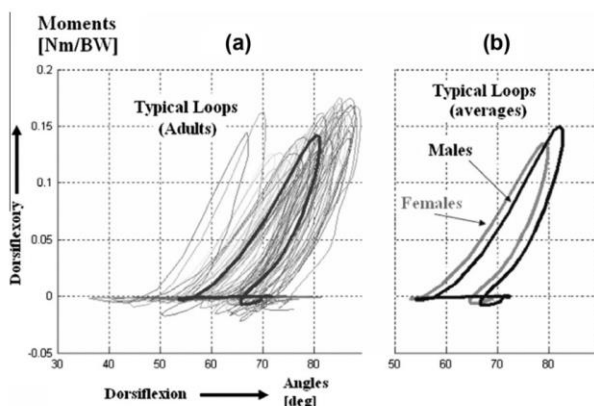 Moments
[Nm/BW]
(a)
(b)
0.2
Typical Loops
(Adults)
Typical Loops
(averages)
0.15
Males
0.1
Females
0.05
0
-0.05
Dorsiflexory
30 40 50 60 70 80
50 60 70 80
Dorsiflexion
Angles
[deg]